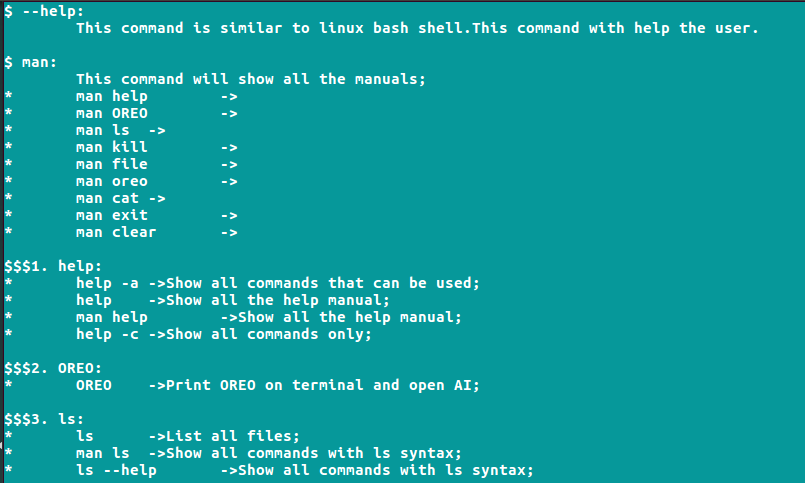 $ --help:
This command is similar to linux bash shell.This command with help the user.
$ man:
This command will show all the manuals;
* man help ->
* man OREO ->
* man ls ->
* man kill ->
* man file ->
* man oreo ->
* man cat ->
* man exit ->
* man clear ->
$$$1. help:
* help -a ->Show all commands that can be used;
* help ->Show all the help manual;
* man help ->Show all the help manual;
* help -c ->Show all commands only;
$$$2. OREO:
* OREO ->Print OREO on terminal and open AI;
$$$3. ls:
* ls ->List all files;
* man ls ->Show all commands with ls syntax;
* ls --help ->Show all commands with ls syntax;